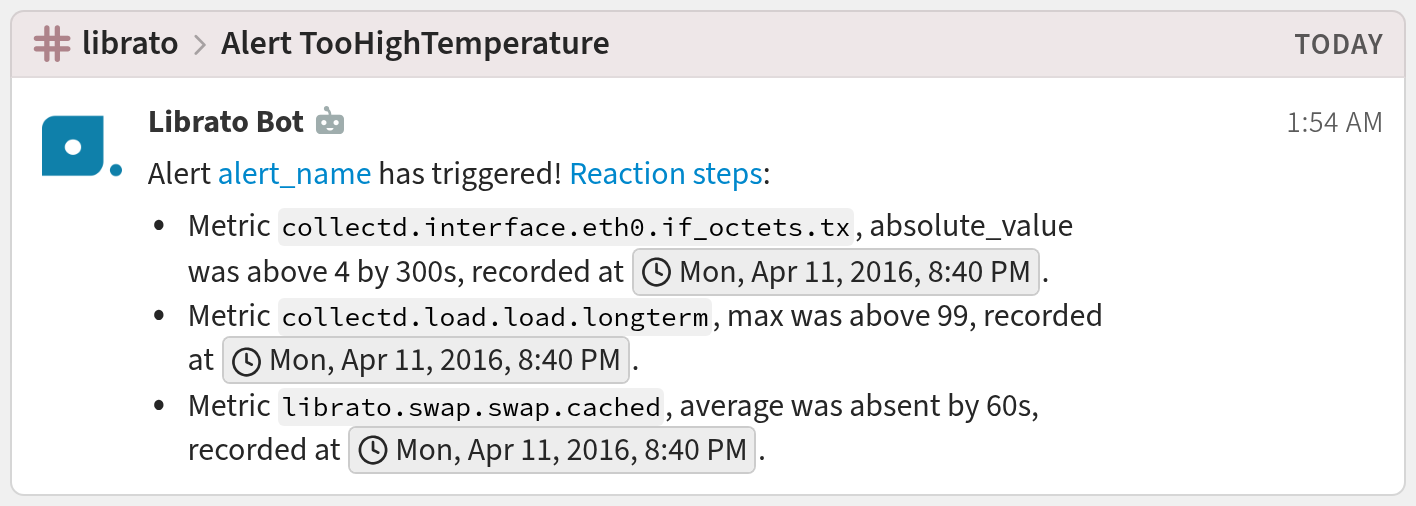 librato > Alert TooHighTemperature TODAY
Librato Bot 1:54 AM
Alert alert_name has triggered! Reaction steps:
• Metric collectd.interface.eth0.if_octets.tx, absolute_value
was above 4 by 300s, recorded at Mon, Apr 11, 2016, 8:40 PM.
• Metric collectd.load.load.longterm, max was above 99, recorded
at Mon, Apr 11, 2016, 8:40 PM.
• Metric librato.swap.swap.cached, average was absent by 60s,
recorded at Mon, Apr 11, 2016, 8:40 PM.